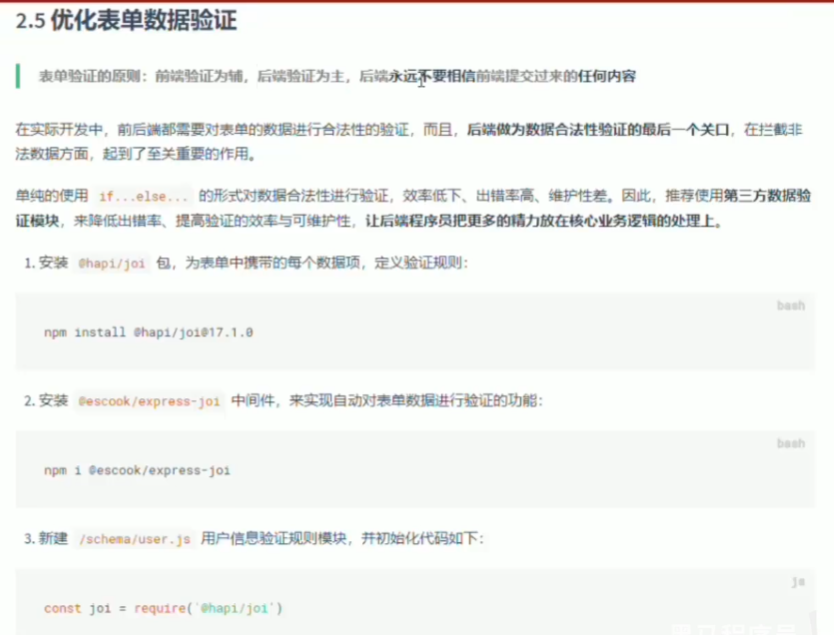 2.5 优化表单数据验证
表单验证的原则：前端验证为辅，后端验证为主，后端永远不要相信前端提交过来的任何内容
在实际开发中，前后端都需要对表单的数据进行合法性的验证，而且，后端做为数据合法性验证的最后一个关口，在拦截非
法数据方面，起到了至关重要的作用。
单纯的使用 if...else... 的形式对数据合法性进行验证，效率低下、出错率高、维护性差。因此，推荐使用第三方数据验
证模块，来降低出错率、提高验证的效率与可维护性，让后端程序员把更多的精力放在核心业务逻辑的处理上。
1. 安装 @hapi/joi 包，为表单中携带的每个数据项，定义验证规则：
bash
npm install @hapi/joi@17.1.0
2. 安装 @escook/express-joi 中间件，来实现自动对表单数据进行验证的功能：
bash
npm i @escook/express-joi
3. 新建 /schema/user.js 用户信息验证规则模块，并初始化代码如下：
js
const joi = require('@hapi/joi')